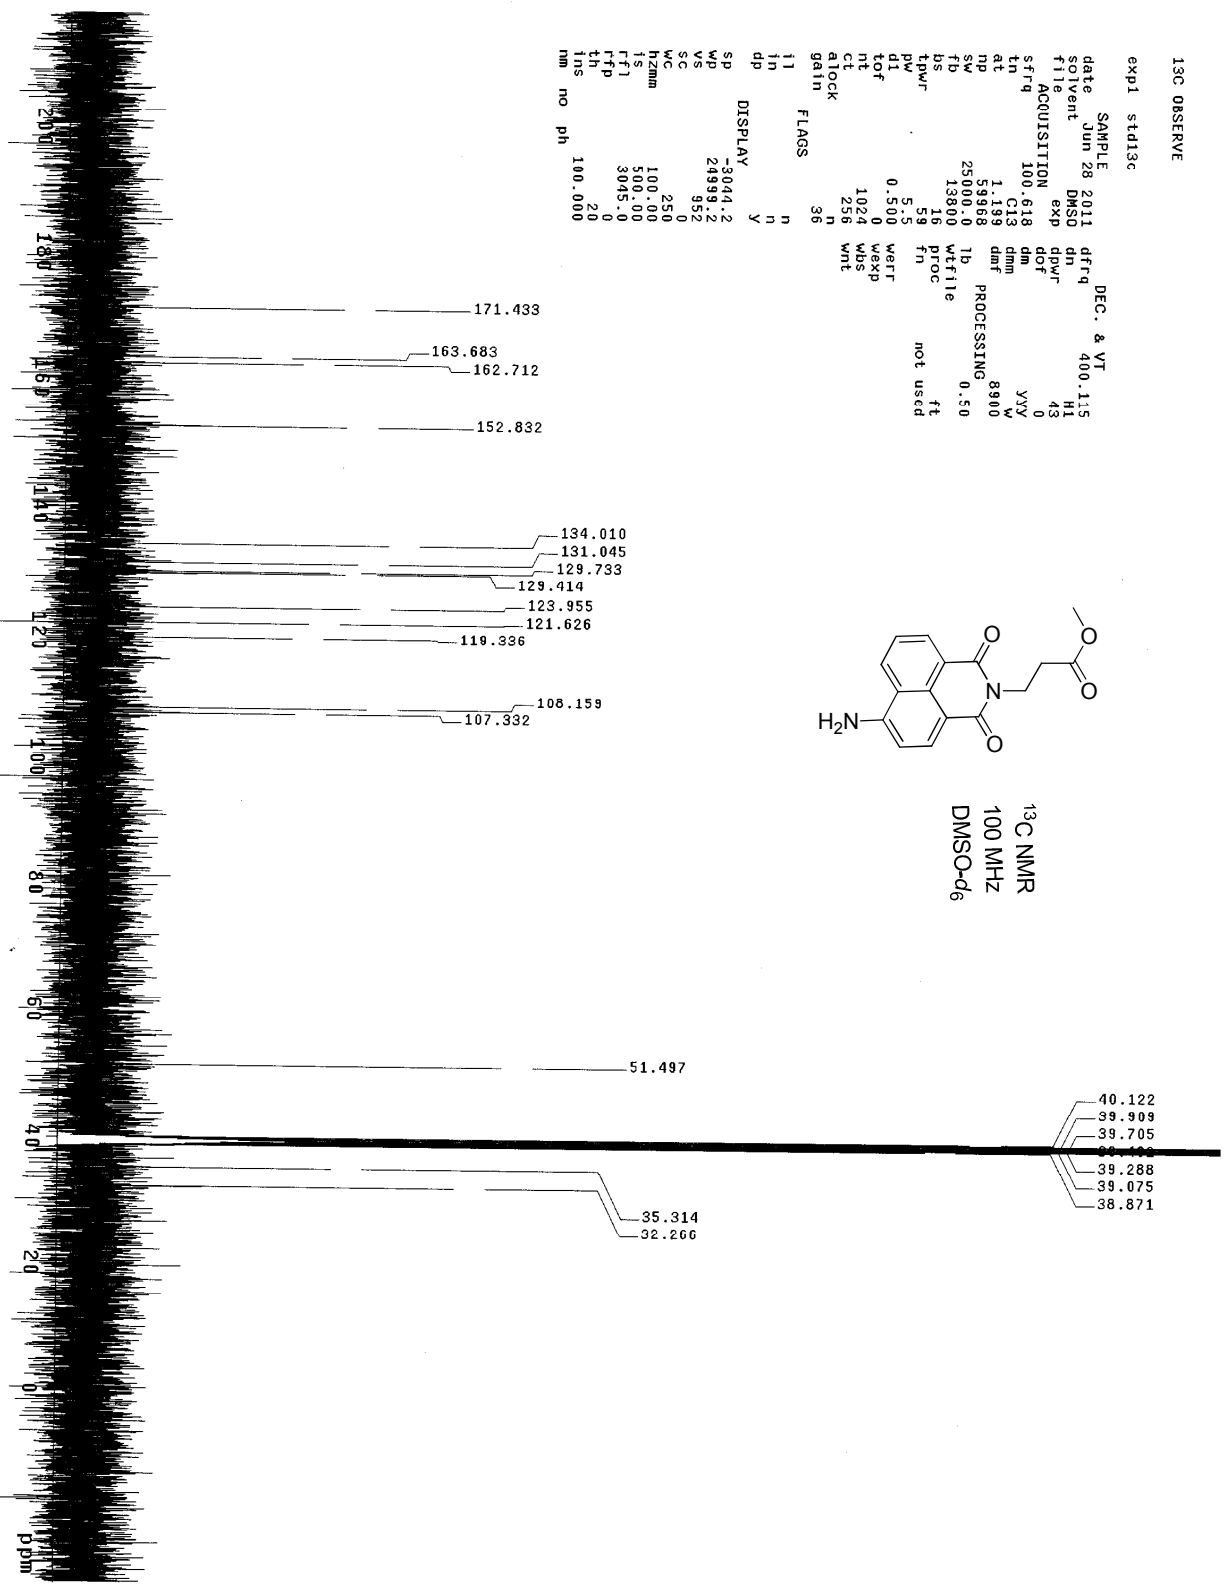 13C OBSERVE
exp1 std13c
SAMPLE
date Jun 28 2011
solvent DMSO
file exp
ACQUISITION
sfrq 100.618
tn C13
at 1.199
np 59968
sw 25000.0
fb 13800
bs 16
tpwr 59
pw 5.5
d1 0.500
tof 0
nt 1024
ct 256
alock n
gain 36
FLAGS
il n
in n
dp y
DISPLAY
sp -3044.2
wp 24999.2
vs 952
sc 0
wc 250
hzmm 100.00
is 500.00
rfl 3045.0
rfp 0
th 20
ins 100.000
nm no ph
DEC. & VT
dfrq 400.115
dn H1
dpwr 43
dof 0
dm yyy
dmm w
dmf 8900
PROCESSING
lb 0.50
wtfile
proc ft
fn not used
werr
wexp
wbs
wnt
171.433
163.683
162.712
152.832
134.010
131.045
129.733
129.414
123.955
121.626
119.336
108.159
107.332
51.497
40.122
39.909
39.705
39.288
39.075
38.871
35.314
32.266
O
O
N
O
O
H2N
13C NMR
100 MHz
DMSO-d6
200
180
160
140
120
100
80
60
40
20
0
ppm